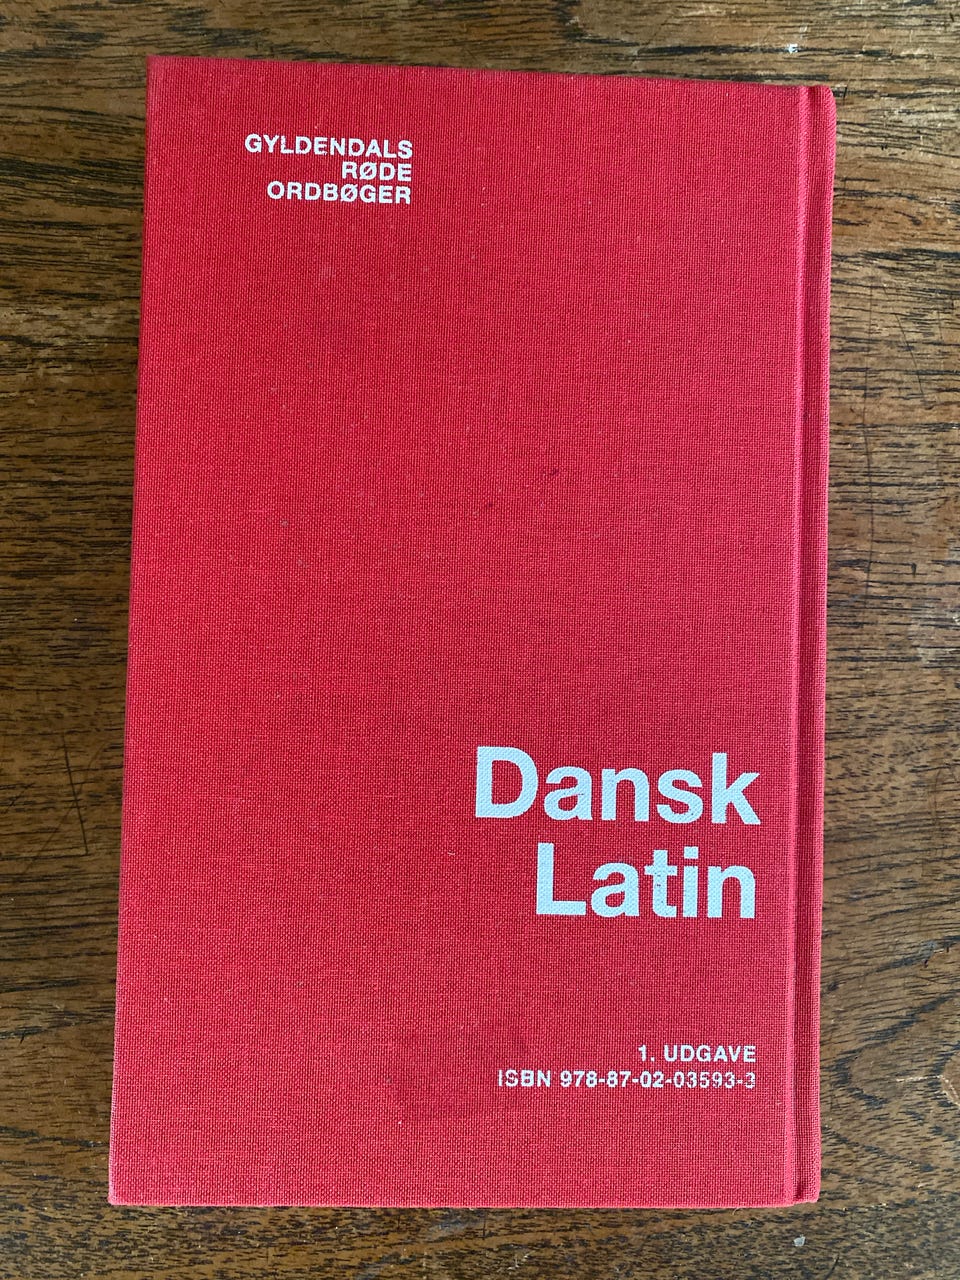 GYLDENDALS
RØDE
ORDBØGER
Dansk
Latin
1. UDGAVE
ISBN 978-87-02-03593-3